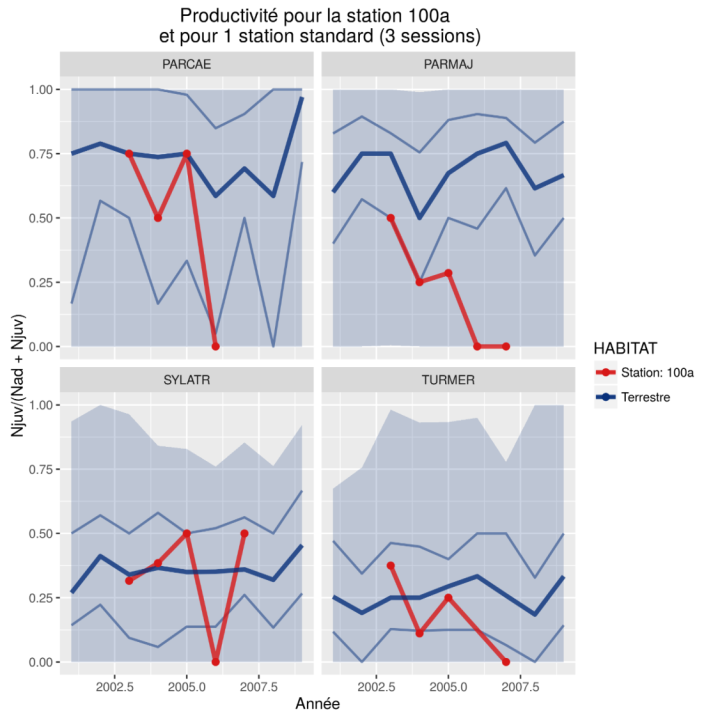 Productivité pour la station 100a
et pour 1 station standard (3 sessions)
PARCAE
PARMAJ
1.00
0.75
0.50
0.25
0.00
SYLATR
TURMER
1.00
0.75
0.50
0.25
0.00
2002.5 2005.0 2007.5
2002.5 2005.0 2007.5
Année
Njuv/(Nad + Njuv)
HABITAT
Station: 100a
Terrestre